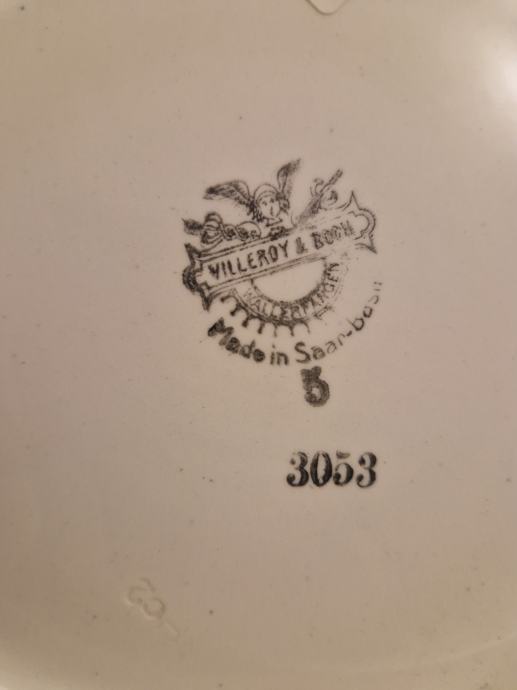 VILLEROY & BOCH
WALLERFANGEN
Made in Saar-basin
5
3053